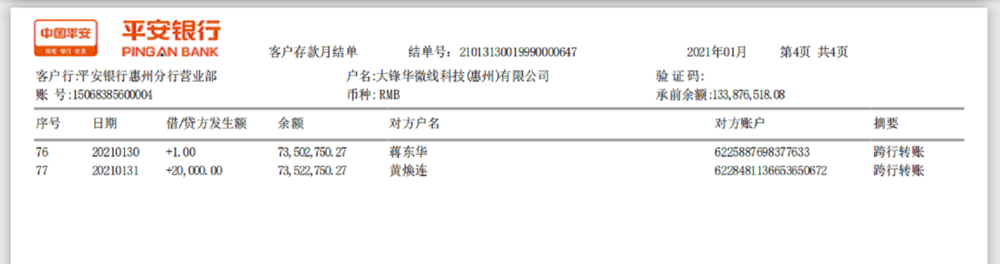 中国平安 平安银行
保险·银行·投资 PINGAN BANK 客户存款月结单 结单号: 21013130019990000647 2021年01月 第4页 共4页
客户行:平安银行惠州分行营业部 户名:大锋华微线科技(惠州)有限公司 验证码:
账 号:15068385600004 币种: RMB 承前余额:133,876,518.08
序号 日期 借/贷方发生额 余额 对方户名 对方账户 摘要
76 20210130 +1.00 73,502,750.27 蒋东华 6225887698377633 跨行转账
77 20210131 +20,000.00 73,522,750.27 黄焕连 6228481136653650672 跨行转账